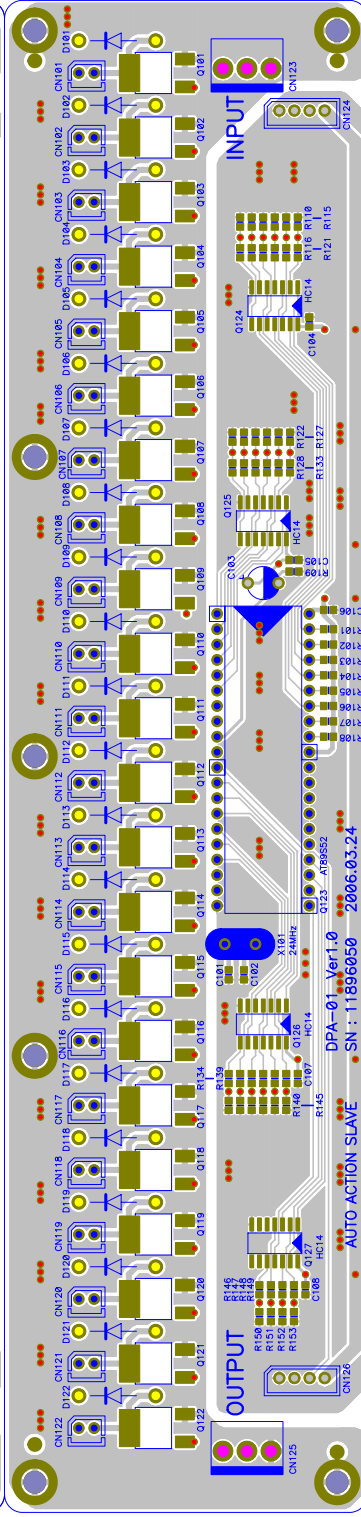 D101
CN101
Q101
D102
CN102
Q102
D103
CN103
Q103
D104
CN104
Q104
D105
CN105
Q105
D106
CN106
Q106
D107
CN107
Q107
D108
CN108
Q108
D109
CN109
Q109
D110
CN110
Q110
D111
CN111
Q111
D112
CN112
Q112
D113
CN113
Q113
D114
CN114
Q114
D115
CN115
Q115
D116
CN116
Q116
D117
CN117
Q117
D118
CN118
Q118
D119
CN119
Q119
D120
CN120
Q120
D121
CN121
Q121
D122
CN122
Q122
CN123
INPUT
CN124
R110
R115
R116
R121
Q124
HC14
C104
R122
R127
R128
R133
Q125
HC14
C103
C105
R109
C106
R101
R102
R103
R104
R105
R106
R107
R108
AT89S52
Q123
X101
24MHz
C101
C102
DPA-01 Ver1.0
SN : 11896050 2006.03.24
AUTO ACTION SLAVE
Q126
HC14
R134
R139
C107
R140
R145
Q127
HC14
R146
R147
R148
R149
C108
R150
R151
R152
R153
OUTPUT
CN125
CN126